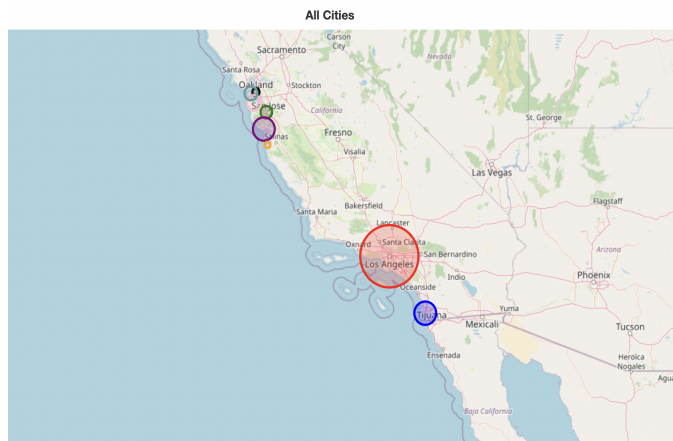 All Cities
Carson
City
Nevada
Sacramento
Santa Rosa
Oakland
Stockton
San Jose
California
St. George
Salinas
Fresno
Visalia
Las Vegas
Bakersfield
Flagstaff
Santa Maria
Lancaster
Oxnard
Santa Clarita
Arizona
San Bernardino
Los Angeles
Indio
Phoenix
Oceanside
Tijuana
Yuma
Mexicali
Tucson
Ensenada
Heroica
Nogales
Agua
Baja California